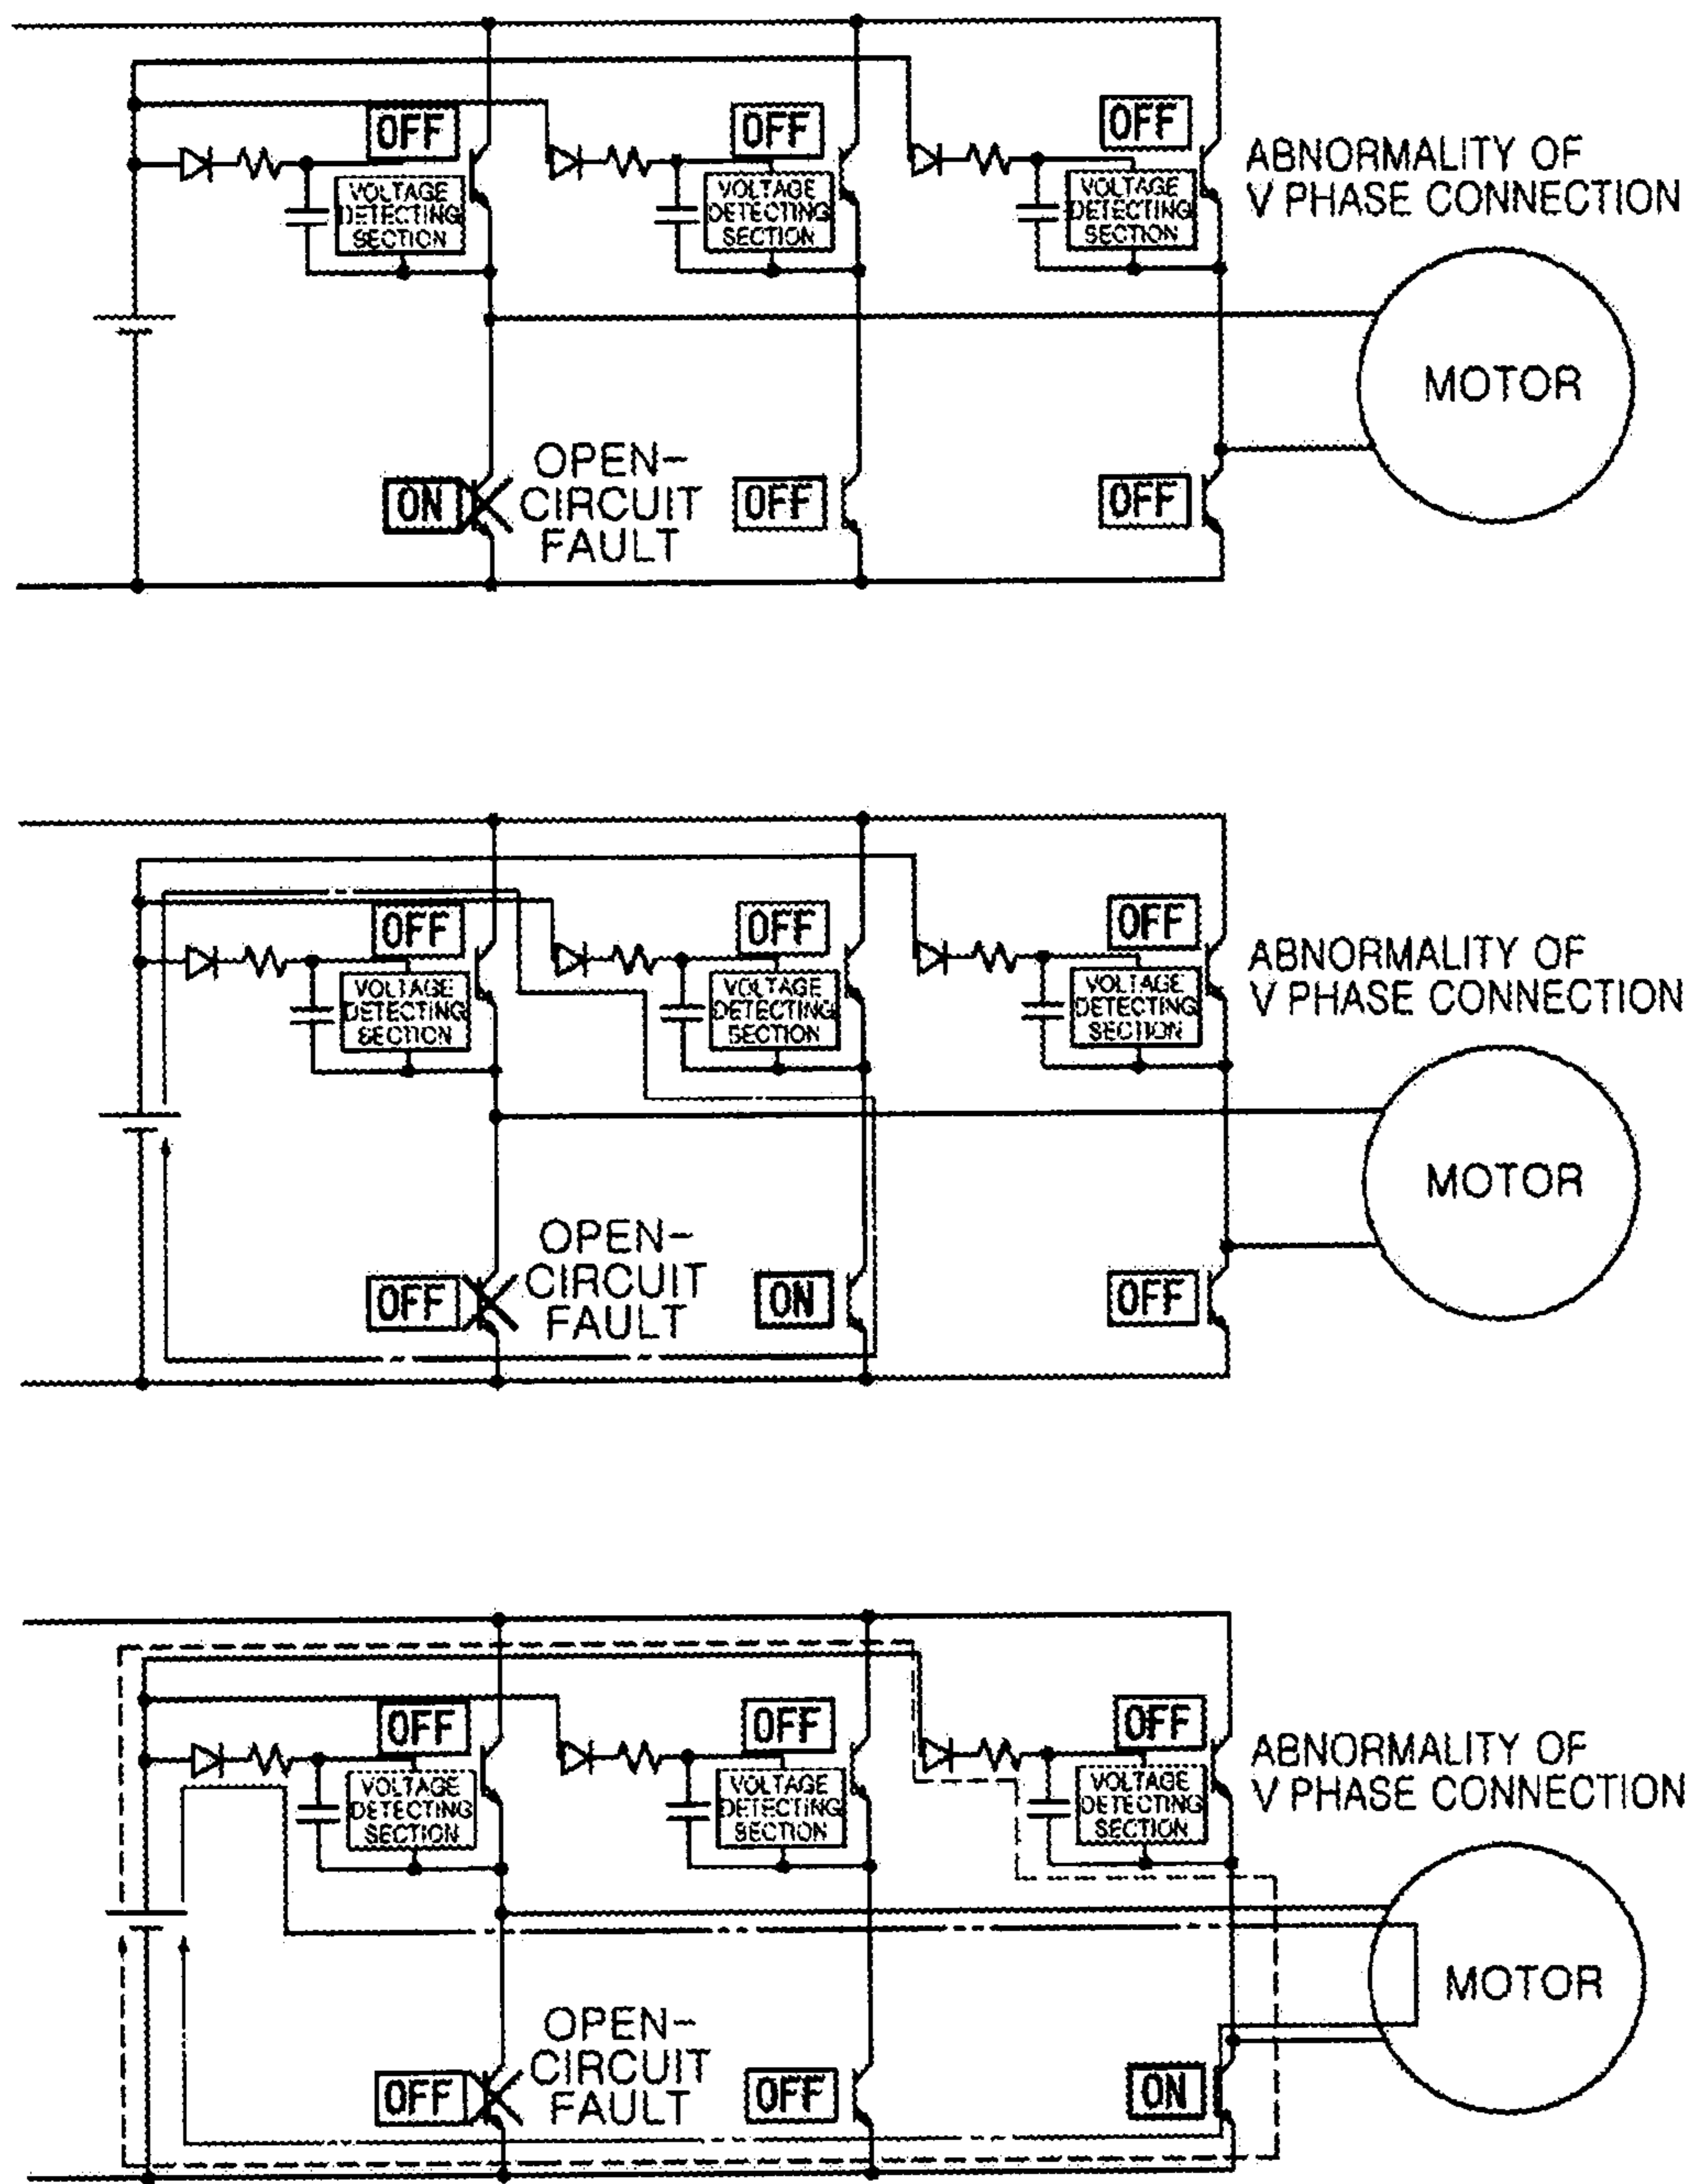 OFF
OFF
OFF
ABNORMALITY OF
V PHASE CONNECTION
VOLTAGE
DETECTING
SECTION
VOLTAGE
DETECTING
SECTION
VOLTAGE
DETECTING
SECTION
MOTOR
ON
OPEN-
CIRCUIT
FAULT
OFF
OFF
OFF
OFF
OFF
ABNORMALITY OF
V PHASE CONNECTION
VOLTAGE
DETECTING
SECTION
VOLTAGE
DETECTING
SECTION
VOLTAGE
DETECTING
SECTION
MOTOR
OFF
OPEN-
CIRCUIT
FAULT
ON
OFF
OFF
OFF
OFF
ABNORMALITY OF
V PHASE CONNECTION
VOLTAGE
DETECTING
SECTION
VOLTAGE
DETECTING
SECTION
VOLTAGE
DETECTING
SECTION
MOTOR
OFF
OPEN-
CIRCUIT
FAULT
OFF
ON